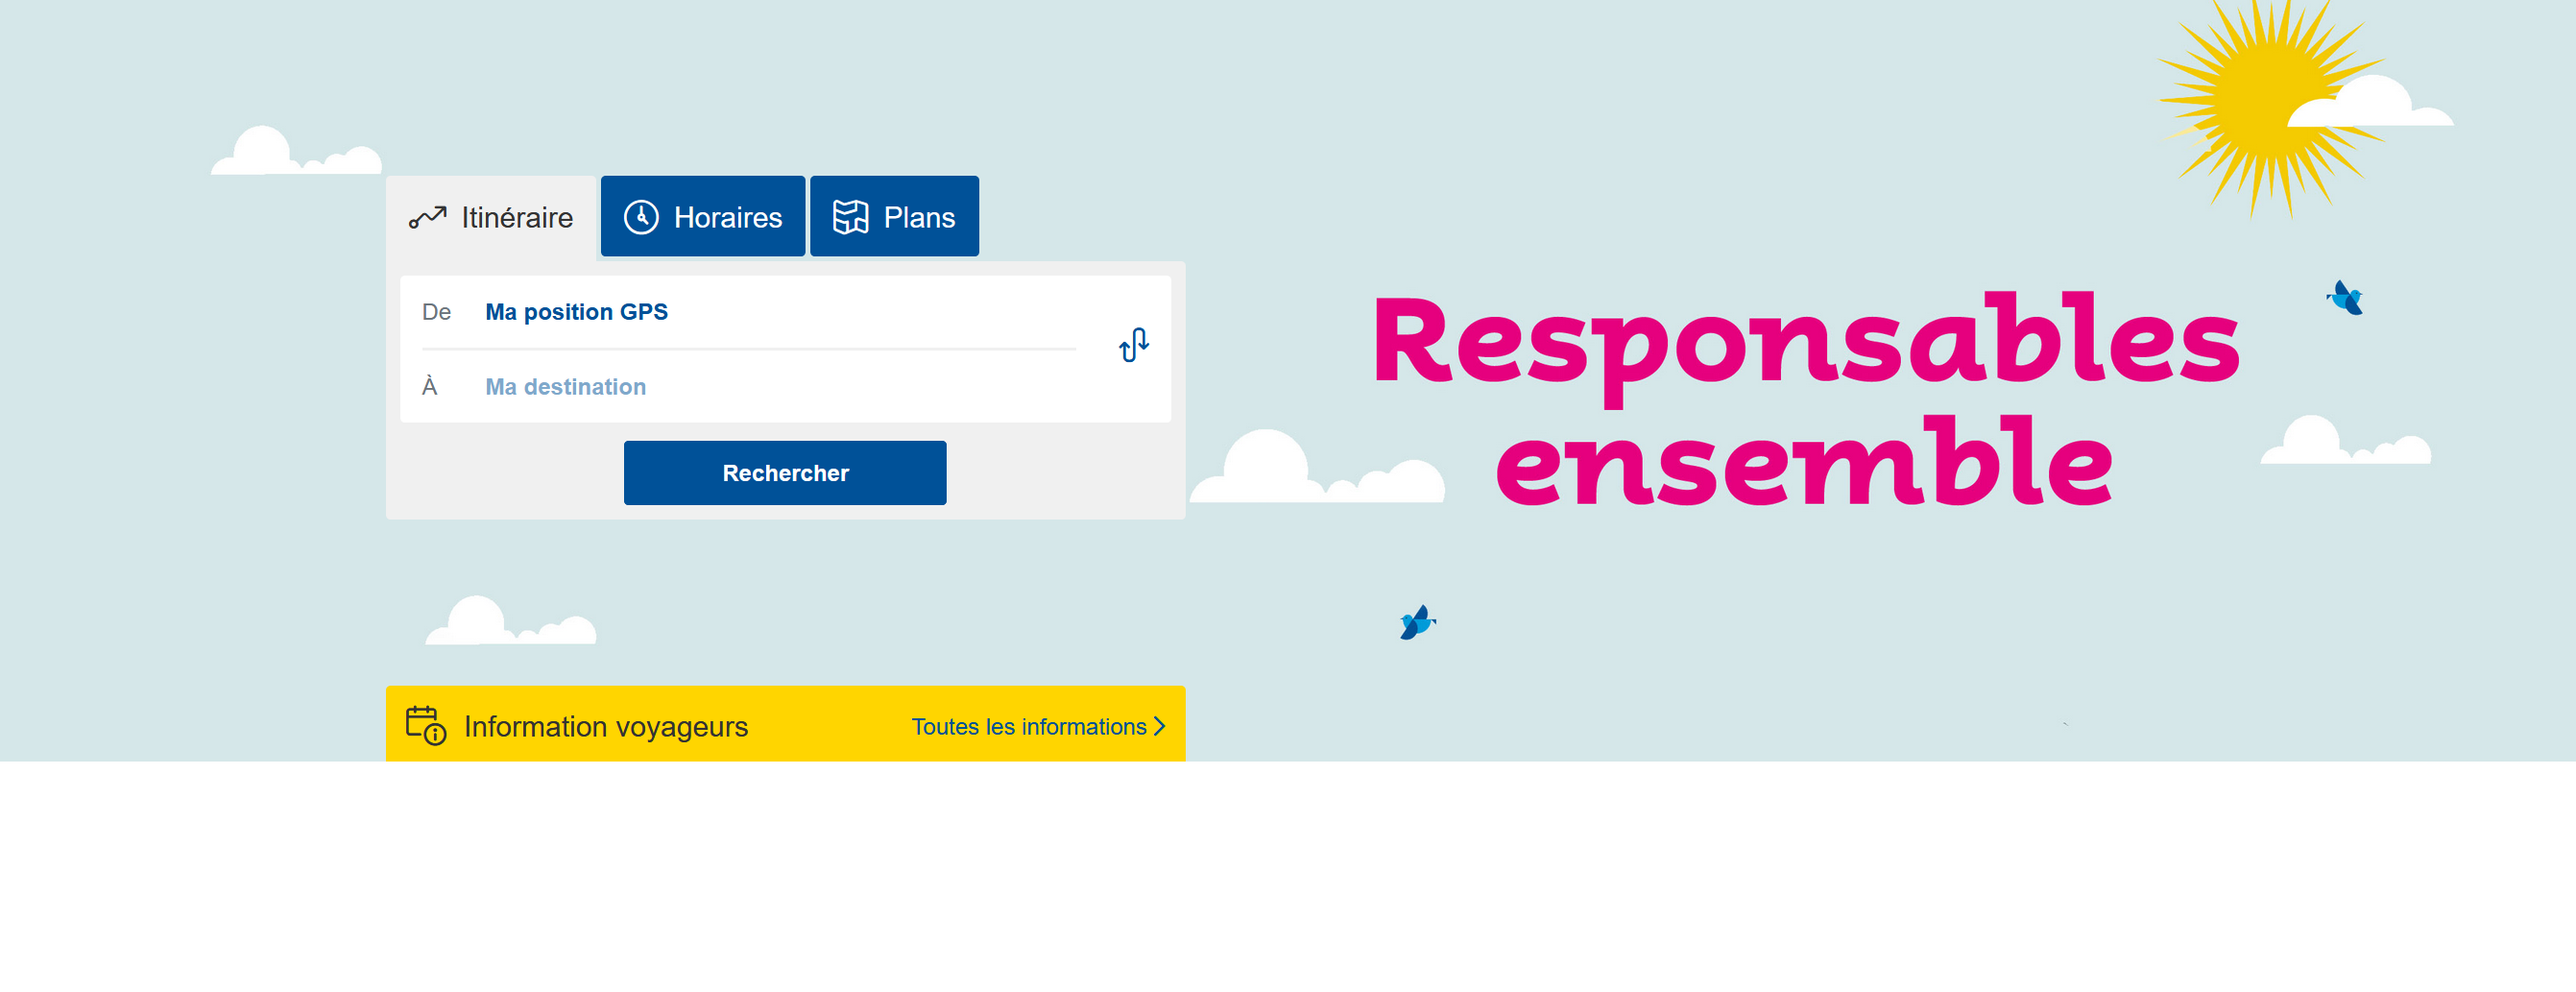 Itinéraire Horaires Plans
De Ma position GPS
À Ma destination
Rechercher
Responsables
ensemble
Information voyageurs Toutes les informations